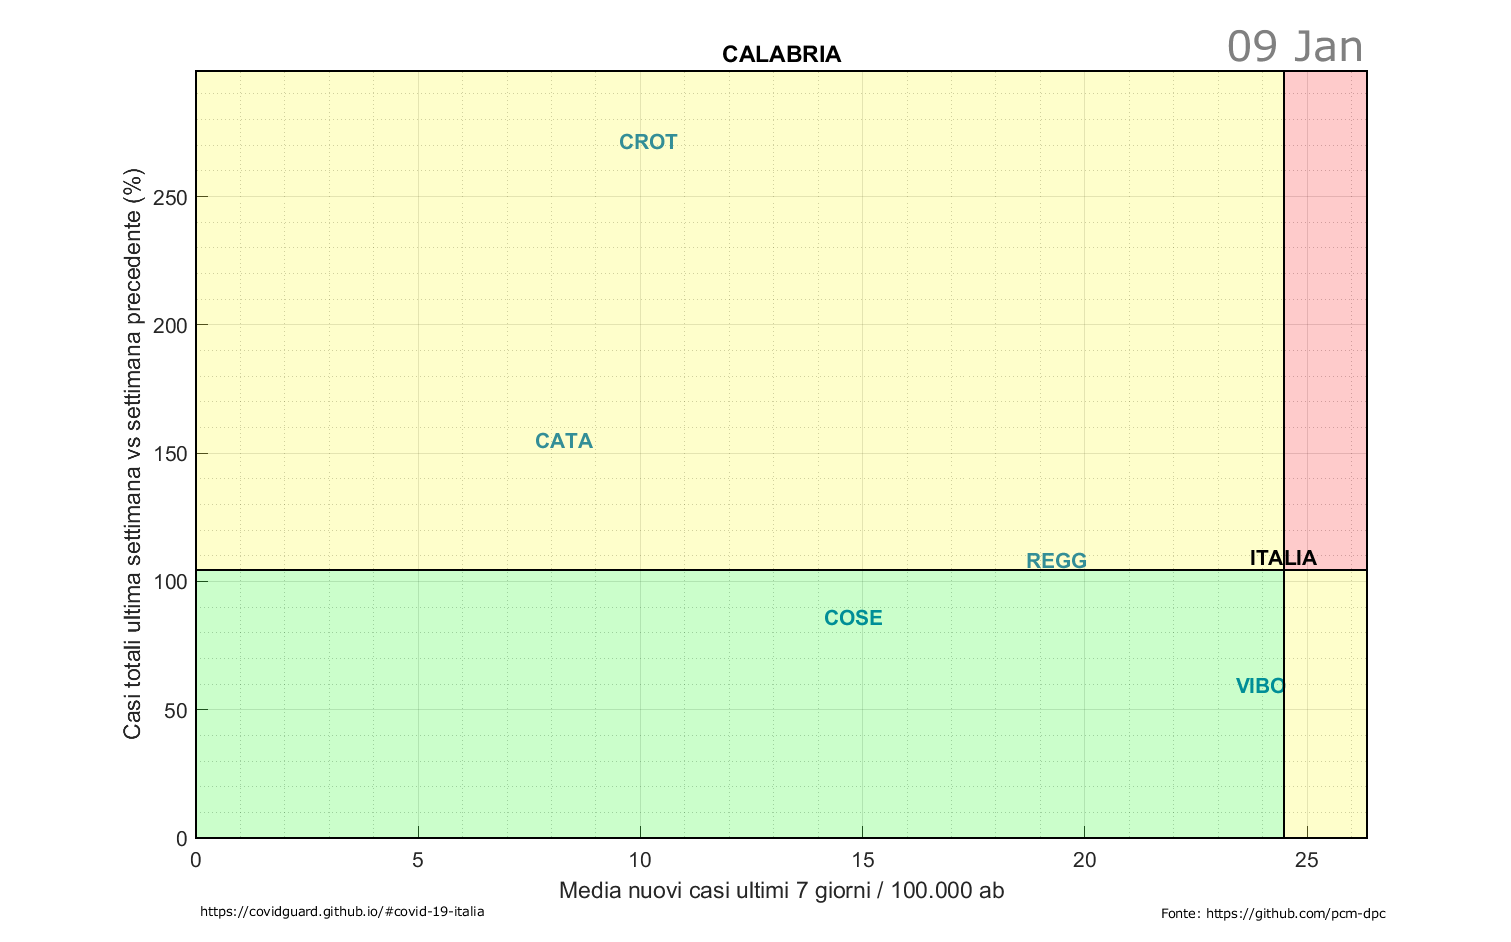 CALABRIA
09 Jan
CROT
CATA
REGG
ITALIA
COSE
VIBO
Casi totali ultima settimana vs settimana precedente (%)
250
200
150
100
50
0
0 5 10 15 20 25
Media nuovi casi ultimi 7 giorni / 100.000 ab
https://covidguard.github.io/#covid-19-italia
Fonte: https://github.com/pcm-dpc